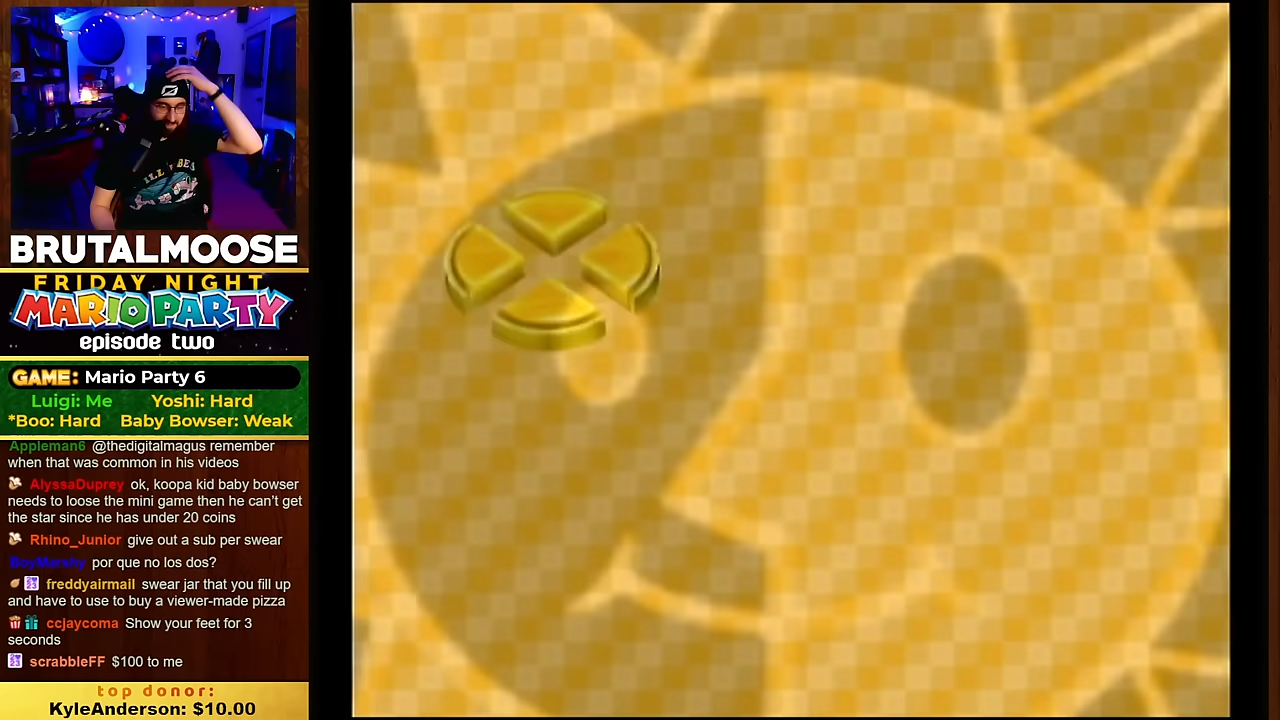 BRUTALMOOSE
FRIDAY NIGHT
MARIO PARTY
episode two
GAME: Mario Party 6
Luigi: Me Yoshi: Hard
*Boo: Hard Baby Bowser: Weak
Appleman6 @thedigitalmagus remember
when that was common in his videos
AlyssaDuprey ok, koopa kid baby bowser
needs to loose the mini game then he can't get
the star since he has under 20 coins
Rhino_Junior give out a sub per swear
BoyMarshy por que no los dos?
freddyairmail swear jar that you fill up
and have to use to buy a viewer-made pizza
ccjaycoma Show your feet for 3
seconds
scrabbleFF $100 to me
top donor:
KyleAnderson: $10.00